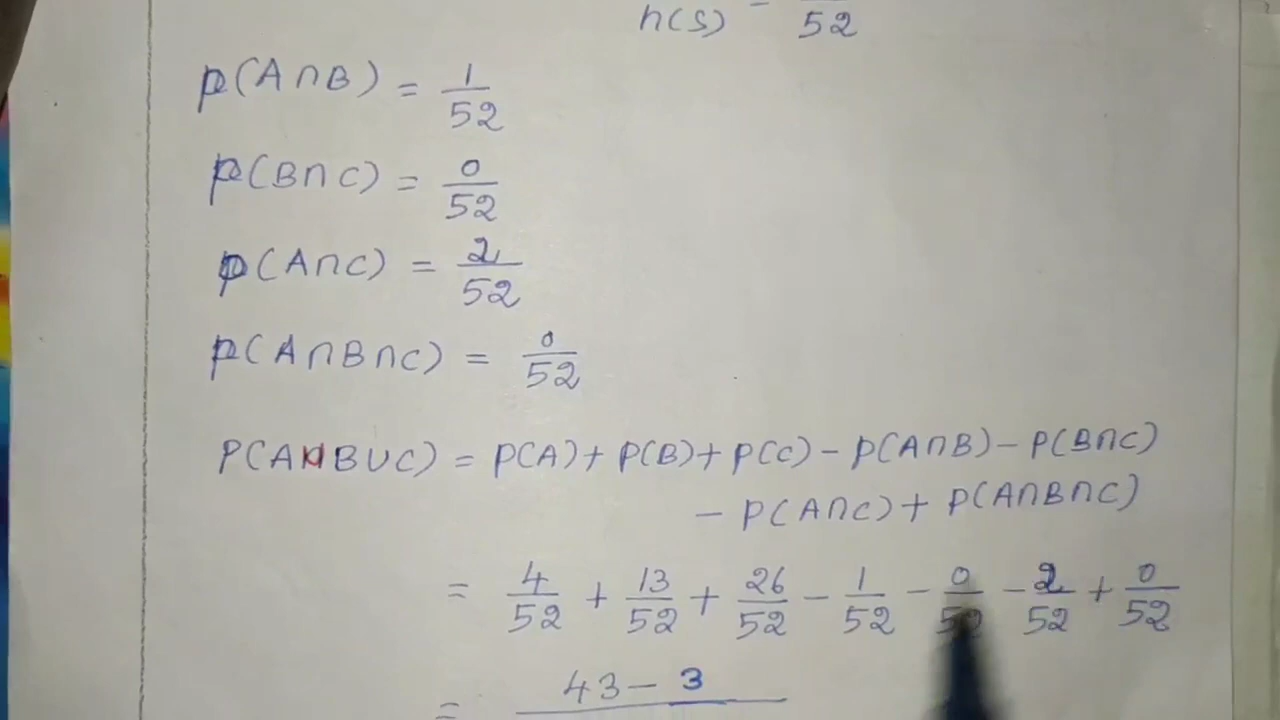 n(S) - 52
P(A∩B) = 1/52
P(B∩C) = 0/52
P(A∩C) = 2/52
P(A∩B∩C) = 0/52
P(AUBUC) = P(A) + P(B) + P(C) - P(A∩B) - P(B∩C)
- P(A∩C) + P(A∩B∩C)
= 4/52 + 13/52 + 26/52 - 1/52 - 0/52 - 2/52 + 0/52
= 43 - 3